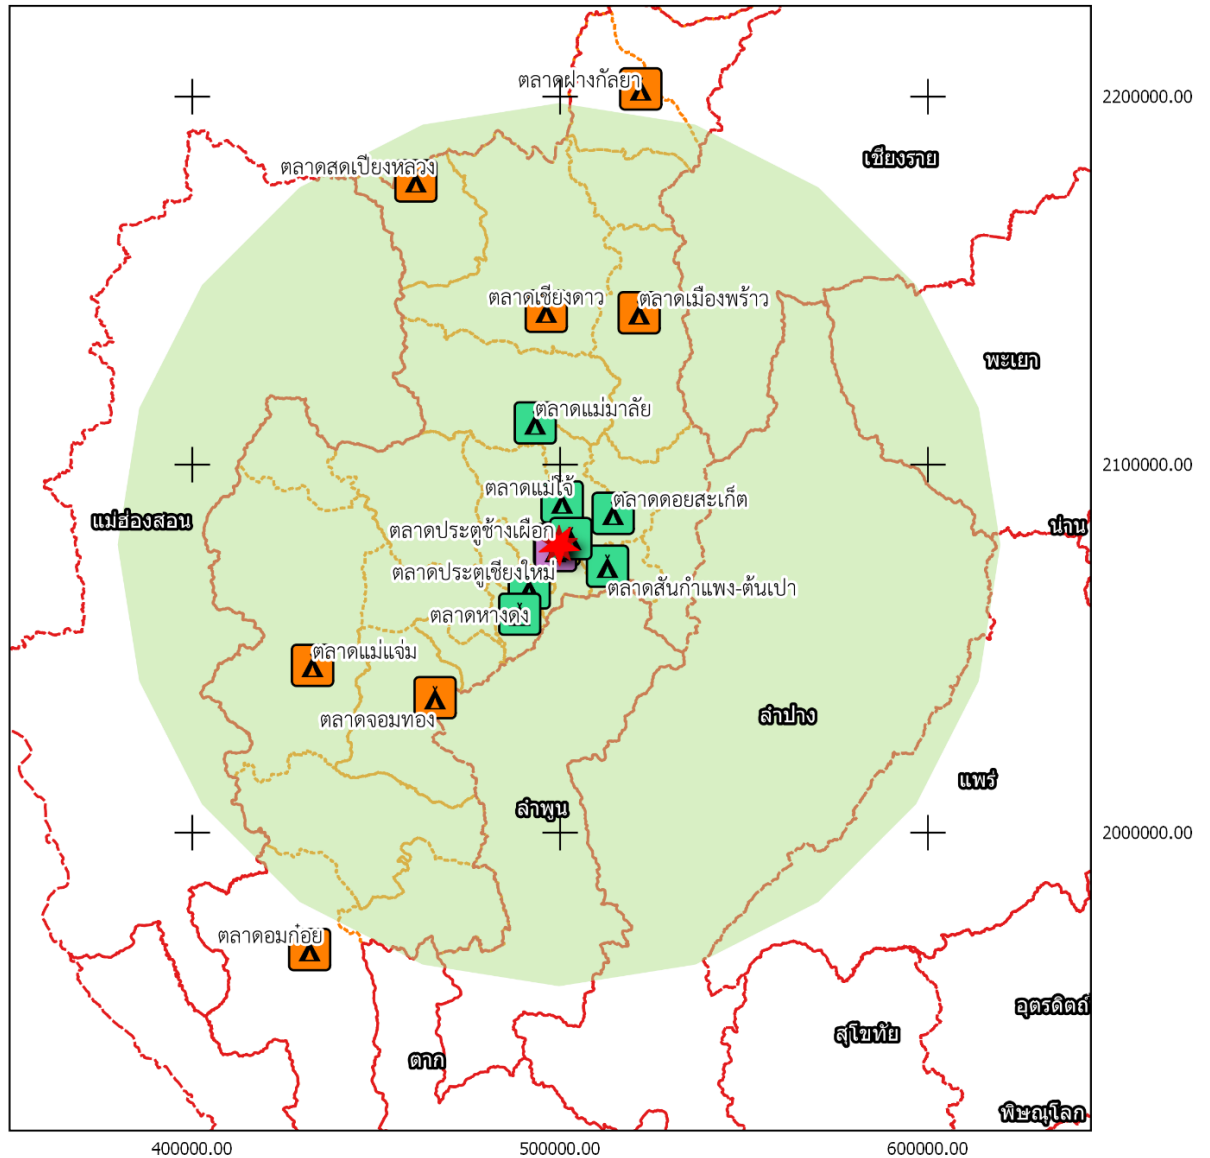 ตลาดฝางกัลยา
2200000.00
เชียงราย
ตลาดสดเปียงหลวง
ตลาดเชียงดาว
ตลาดเมืองพร้าว
พะเยา
ตลาดแม่มาลัย
2100000.00
ตลาดแม่โจ้
ตลาดดอยสะเก็ต
แม่ฮ่องสอน
น่าน
ตลาดประตูช้างเผือก
ตลาดประตูเชียงใหม่
ตลาดสันกำแพง-ต้นเปา
ตลาดหางดง
ตลาดแม่แจ่ม
ลำปาง
ตลาดจอมทอง
แพร่
ลำพูน
2000000.00
ตลาดอมก๋อย
อุตรดิตถ์
สุโขทัย
ตาก
พิษณุโลก
400000.00
500000.00
600000.00